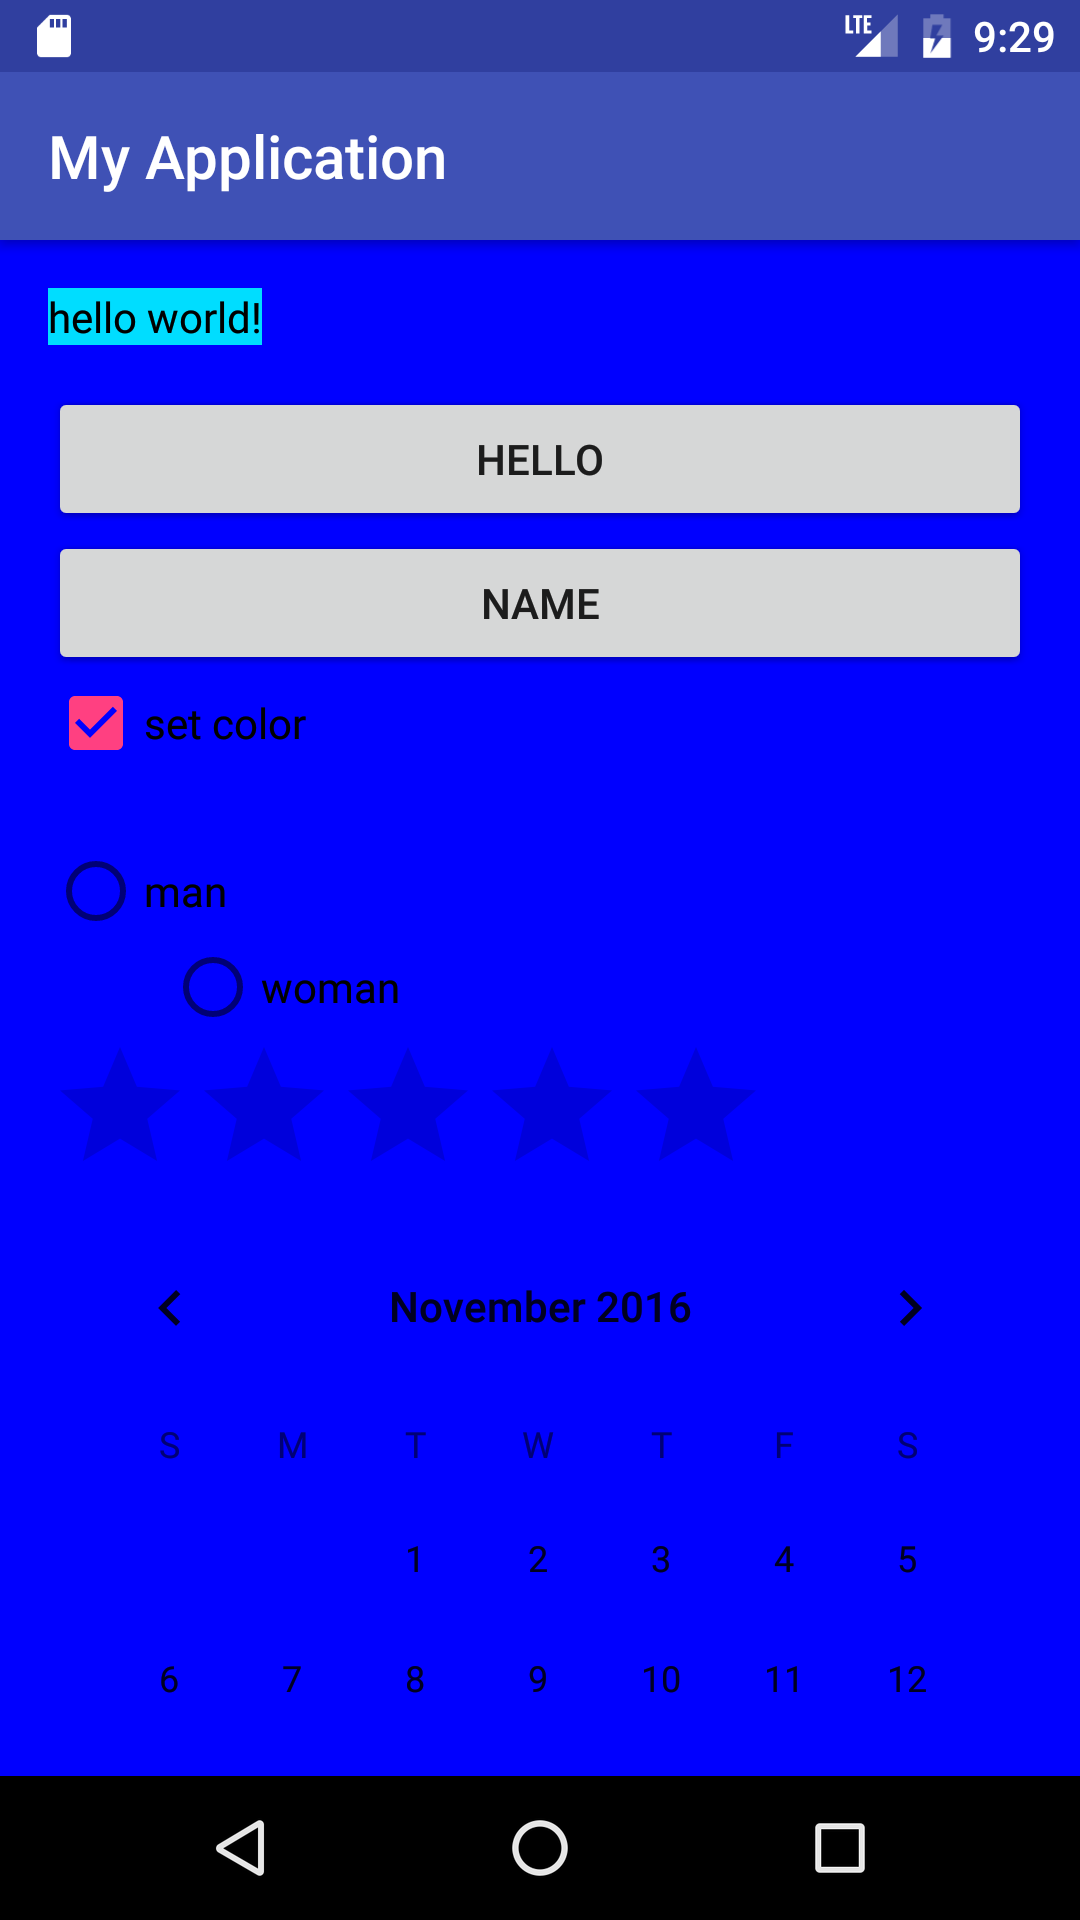 LTE 9:29
My Application
hello world!
HELLO
NAME
set color
man
woman
November 2016
S M T W T F S
1 2 3 4 5
6 7 8 9 10 11 12